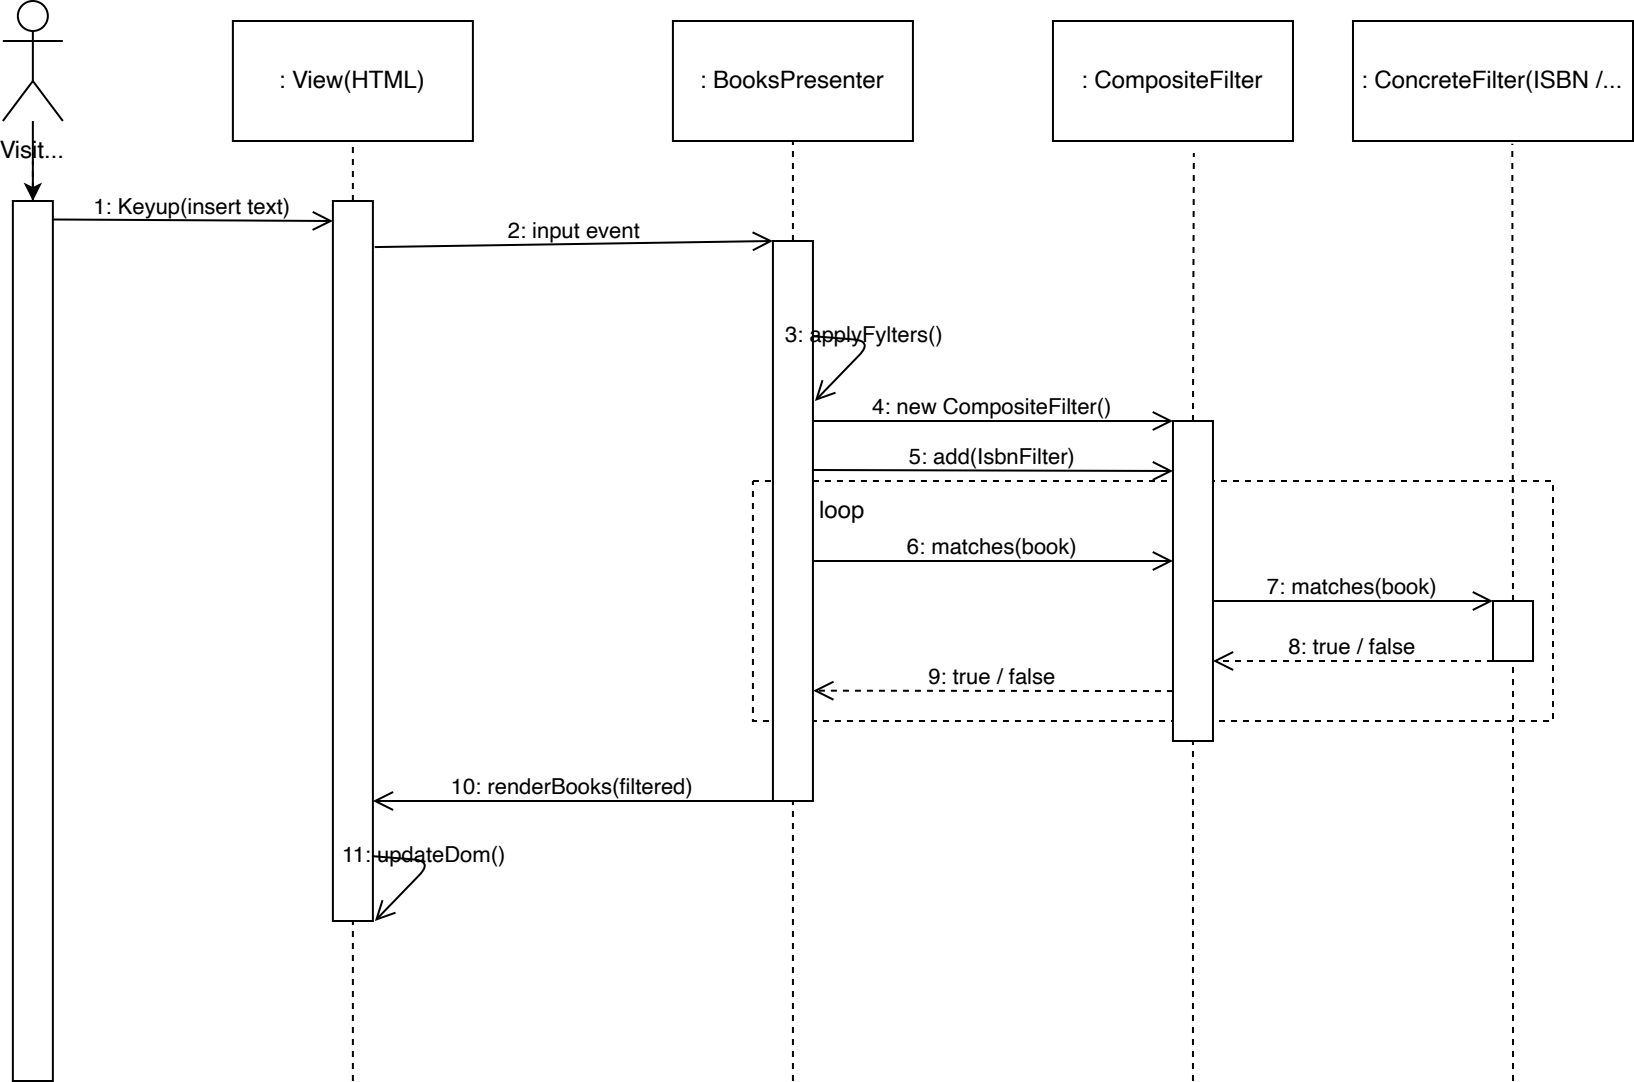 : View(HTML)
: BooksPresenter
: CompositeFilter
: ConcreteFilter(ISBN /...
Visit...
1: Keyup(insert text)
2: input event
3: applyFylters()
4: new CompositeFilter()
5: add(IsbnFilter)
loop
6: matches(book)
7: matches(book)
8: true / false
9: true / false
10: renderBooks(filtered)
11: updateDom()